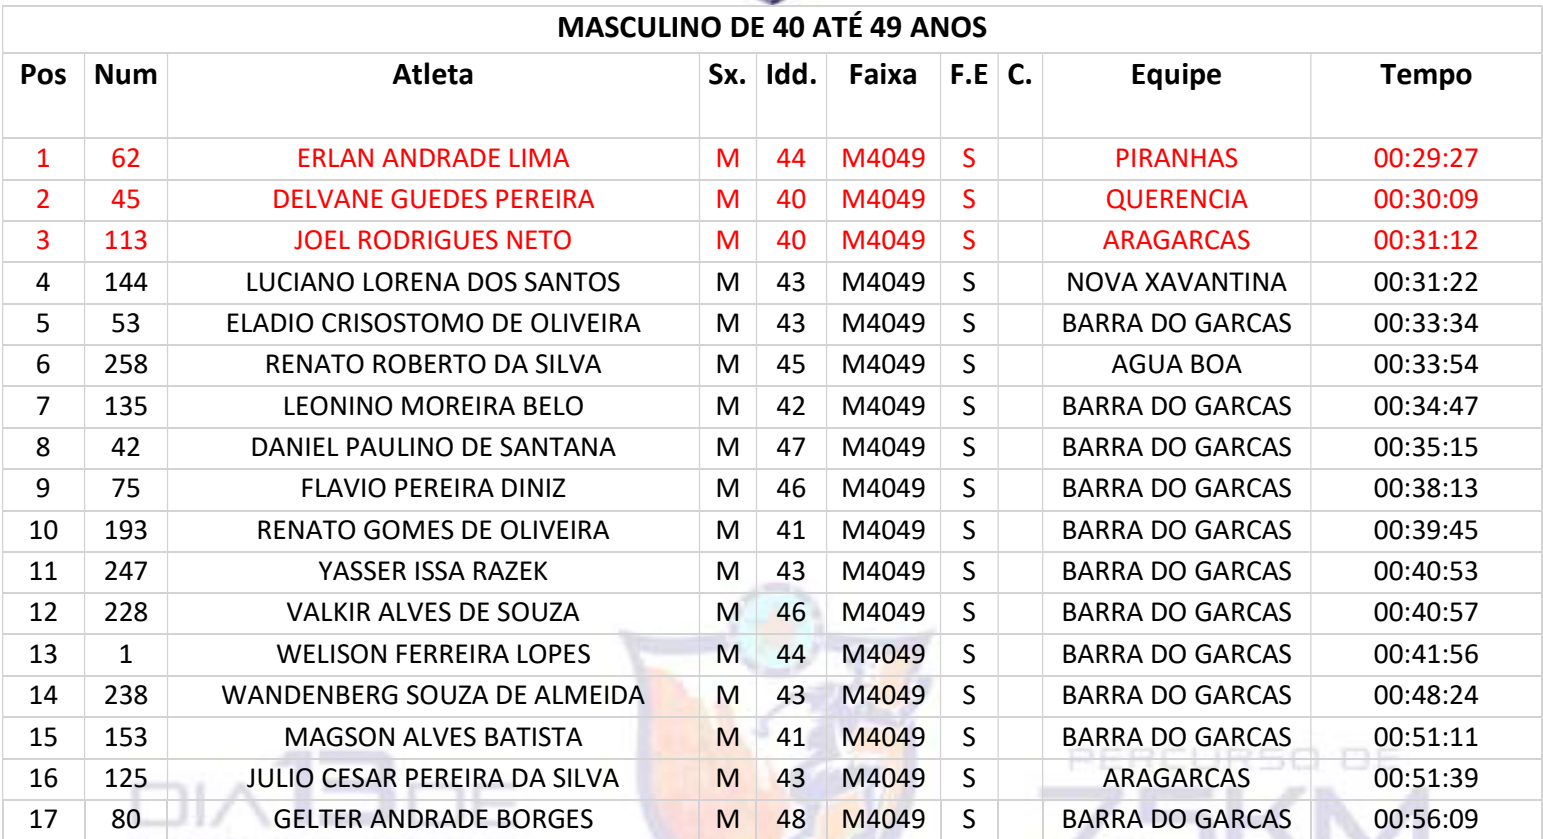 MASCULINO DE 40 ATÉ 49 ANOS
Pos Num Atleta Sx. Idd. Faixa F.E C. Equipe Tempo
1 62 ERLAN ANDRADE LIMA M 44 M4049 S PIRANHAS 00:29:27
2 45 DELVANE GUEDES PEREIRA M 40 M4049 S QUERENCIA 00:30:09
3 113 JOEL RODRIGUES NETO M 40 M4049 S ARAGARCAS 00:31:12
4 144 LUCIANO LORENA DOS SANTOS M 43 M4049 S NOVA XAVANTINA 00:31:22
5 53 ELADIO CRISOSTOMO DE OLIVEIRA M 43 M4049 S BARRA DO GARCAS 00:33:34
6 258 RENATO ROBERTO DA SILVA M 45 M4049 S AGUA BOA 00:33:54
7 135 LEONINO MOREIRA BELO M 42 M4049 S BARRA DO GARCAS 00:34:47
8 42 DANIEL PAULINO DE SANTANA M 47 M4049 S BARRA DO GARCAS 00:35:15
9 75 FLAVIO PEREIRA DINIZ M 46 M4049 S BARRA DO GARCAS 00:38:13
10 193 RENATO GOMES DE OLIVEIRA M 41 M4049 S BARRA DO GARCAS 00:39:45
11 247 YASSER ISSA RAZEK M 43 M4049 S BARRA DO GARCAS 00:40:53
12 228 VALKIR ALVES DE SOUZA M 46 M4049 S BARRA DO GARCAS 00:40:57
13 1 WELISON FERREIRA LOPES M 44 M4049 S BARRA DO GARCAS 00:41:56
14 238 WANDENBERG SOUZA DE ALMEIDA M 43 M4049 S BARRA DO GARCAS 00:48:24
15 153 MAGSON ALVES BATISTA M 41 M4049 S BARRA DO GARCAS 00:51:11
16 125 JULIO CESAR PEREIRA DA SILVA M 43 M4049 S ARAGARCAS 00:51:39
17 80 GELTER ANDRADE BORGES M 48 M4049 S BARRA DO GARCAS 00:56:09
DIA 13 DE
PERCURSO DE